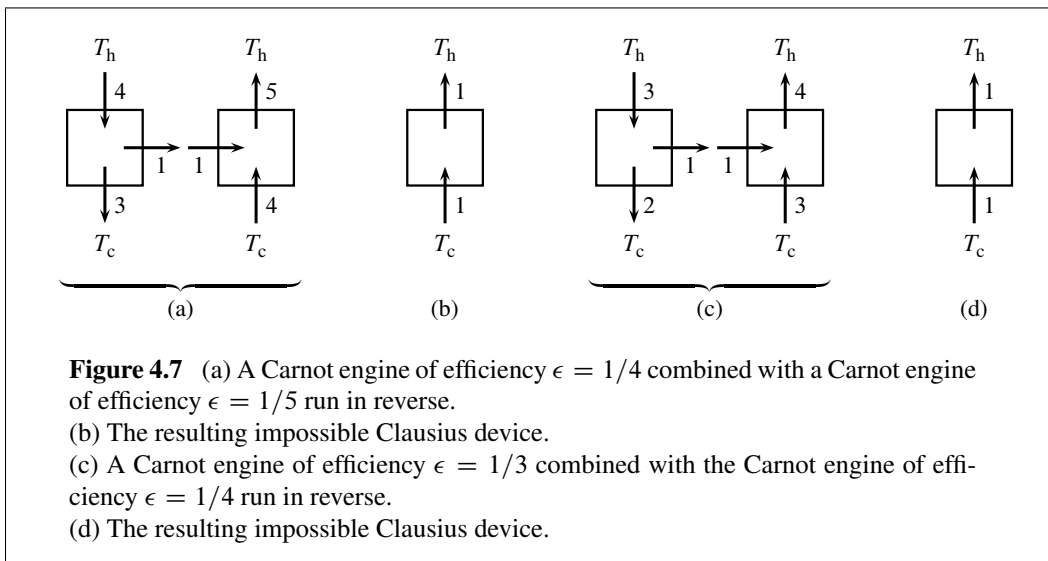 T_h T_h T_h T_h T_h T_h
4 5 1 3 4 1
1 1 1 1
3 4 1 2 3 1
T_c T_c T_c T_c T_c T_c
(a) (b) (c) (d)
Figure 4.7 (a) A Carnot engine of efficiency ϵ = 1/4 combined with a Carnot engine
of efficiency ϵ = 1/5 run in reverse.
(b) The resulting impossible Clausius device.
(c) A Carnot engine of efficiency ϵ = 1/3 combined with the Carnot engine of effi-
ciency ϵ = 1/4 run in reverse.
(d) The resulting impossible Clausius device.